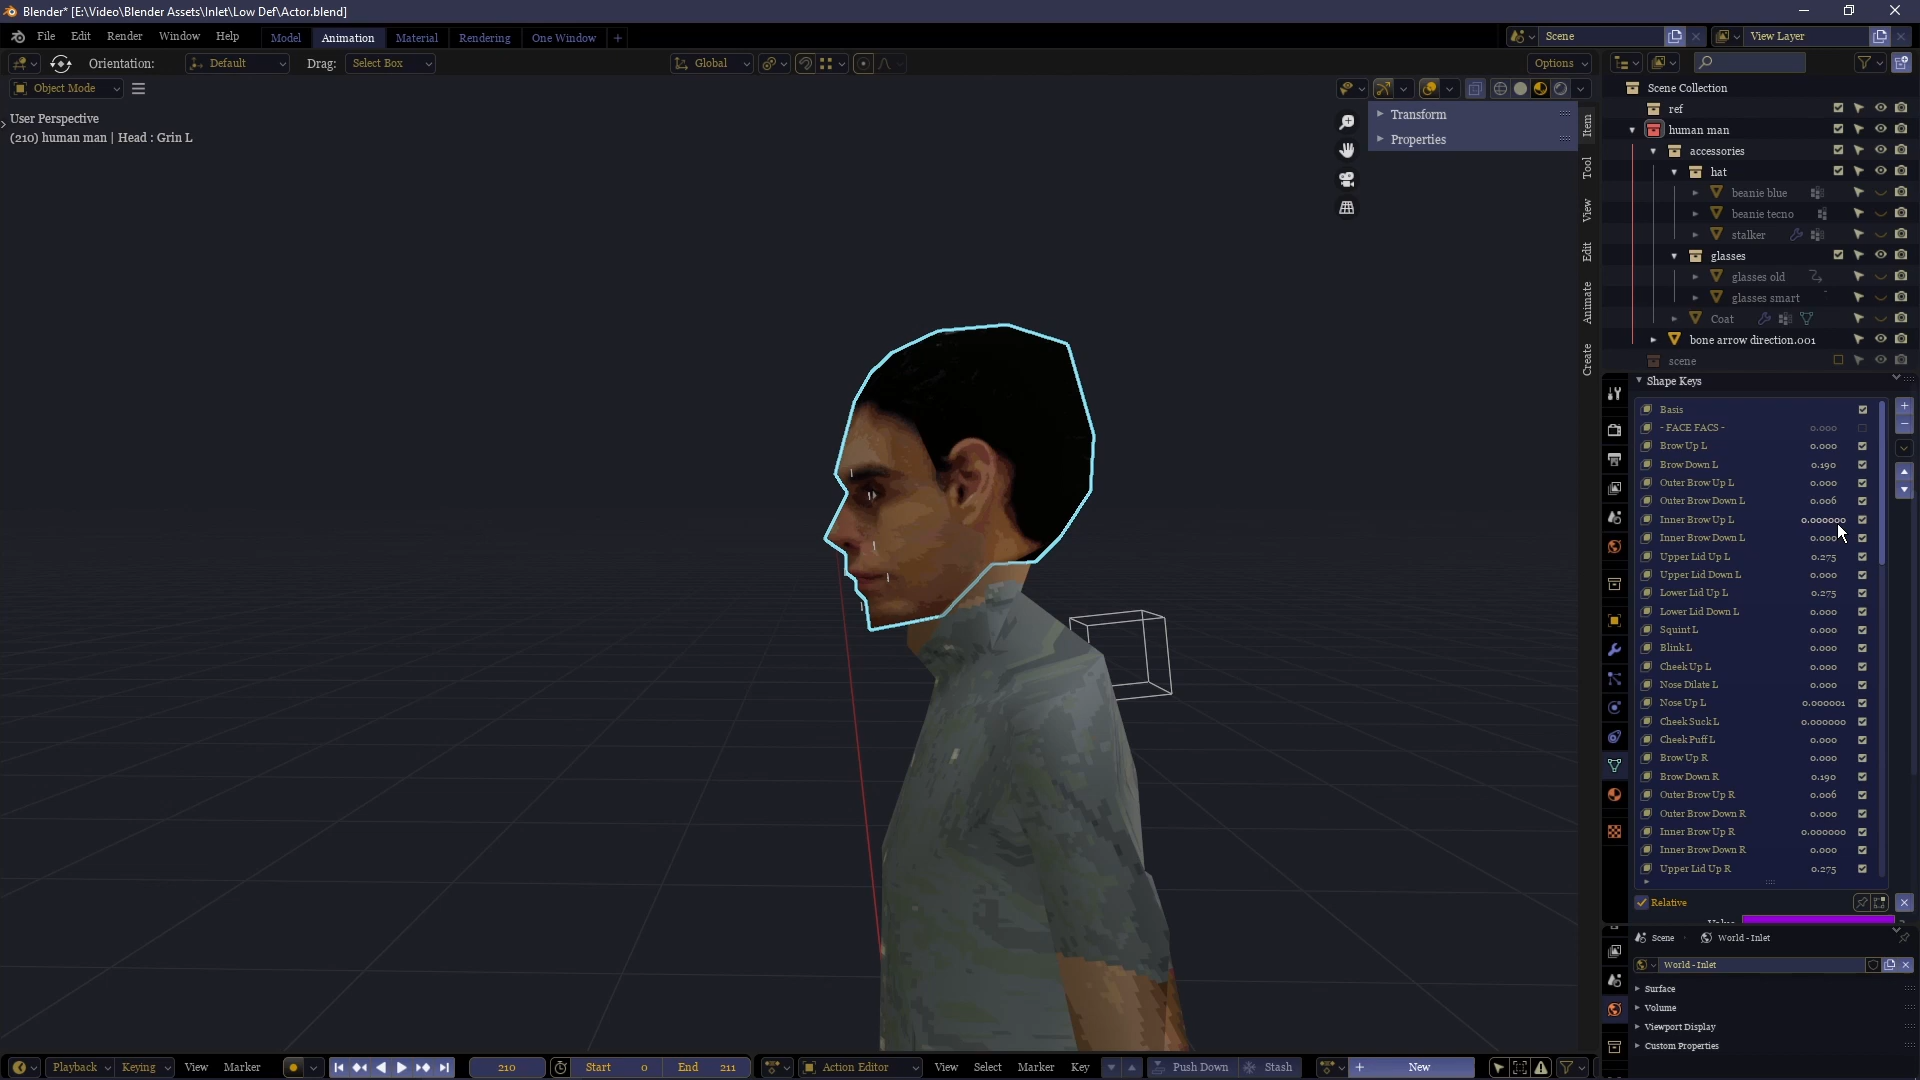 Blender* [E:\Video\Blender Assets\Inlet\Low Def\Actor.blend]
File Edit Render Window Help Model Animation Material Rendering One Window + Scene View Layer
Orientation: Default Drag: Select Box Global Options
Object Mode
User Perspective
(210) human man | Head : Grin L
Transform
Properties
Item
Tool
View
Edit
Animate
Create
Scene Collection
ref
human man
accessories
hat
beanie blue
beanie tecno
stalker
glasses
glasses old
glasses smart
Coat
bone arrow direction.001
scene
Shape Keys
Basis
- FACE FACS - 0.000
Brow Up L 0.000
Brow Down L 0.190
Outer Brow Up L 0.000
Outer Brow Down L 0.006
Inner Brow Up L 0.000000
Inner Brow Down L 0.000
Upper Lid Up L 0.275
Upper Lid Down L 0.000
Lower Lid Up L 0.275
Lower Lid Down L 0.000
Squint L 0.000
Blink L 0.000
Cheek Up L 0.000
Nose Dilate L 0.000
Nose Up L 0.000001
Cheek Suck L 0.000000
Cheek Puff L 0.000
Brow Up R 0.000
Brow Down R 0.190
Outer Brow Up R 0.006
Outer Brow Down R 0.000
Inner Brow Up R 0.000000
Inner Brow Down R 0.000
Upper Lid Up R 0.275
Relative
Scene World - Inlet
World - Inlet
Surface
Volume
Viewport Display
Custom Properties
Playback Keying View Marker 210 Start 0 End 211 Action Editor View Select Marker Key Push Down Stash + New